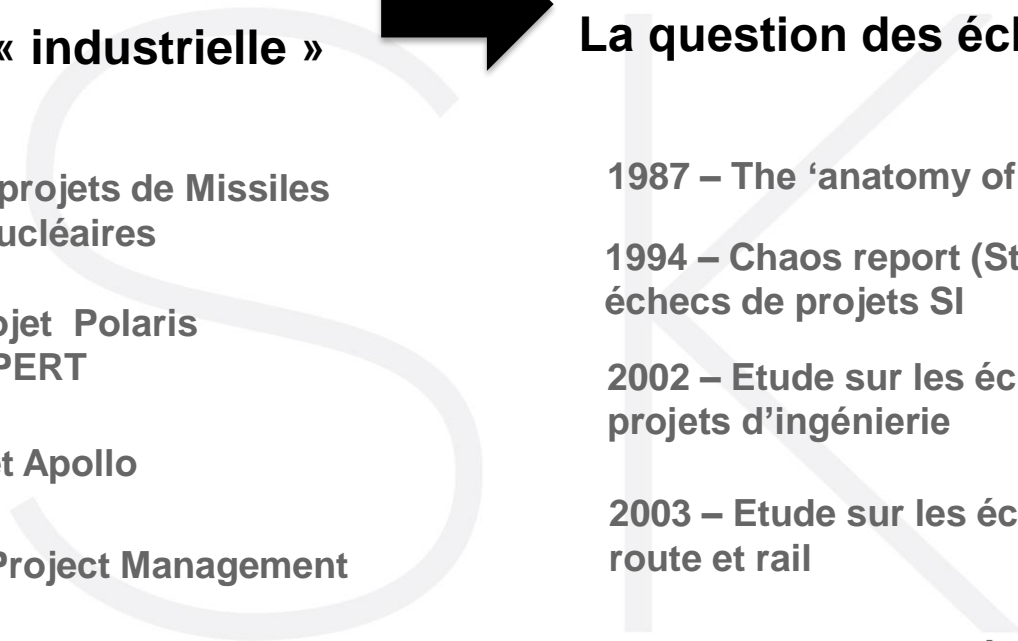 « industrielle »
projets de Missiles
ucléaires
ojet Polaris
PERT
t Apollo
Project Management
La question des éc
1987 – The ‘anatomy of
1994 – Chaos report (St
échecs de projets SI
2002 – Etude sur les éc
projets d’ingénierie
2003 – Etude sur les éc
route et rail